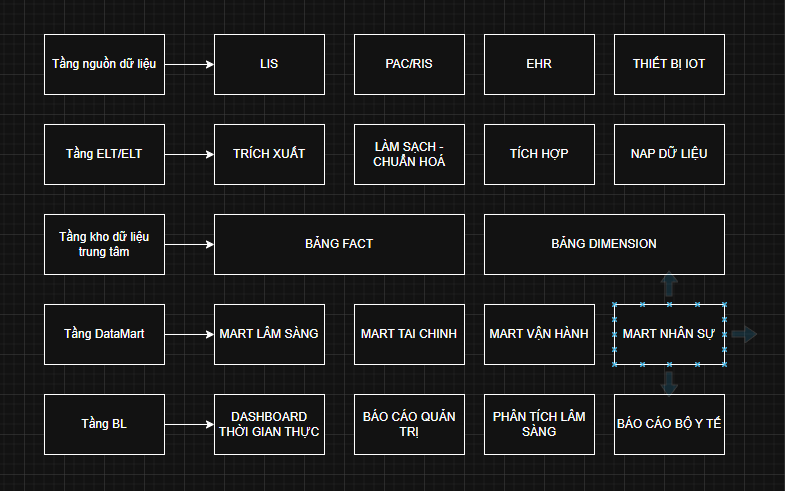 Tầng nguồn dữ liệu
LIS
PAC/RIS
EHR
THIẾT BỊ IOT
Tầng ELT/ELT
TRÍCH XUẤT
LÀM SẠCH -
CHUẨN HOÁ
TÍCH HỢP
NAP DỮ LIỆU
Tầng kho dữ liệu
trung tâm
BẢNG FACT
BẢNG DIMENSION
Tầng DataMart
MART LÂM SÀNG
MART TAI CHINH
MART VẬN HÀNH
MART NHÂN SỰ
Tầng BL
DASHBOARD
THỜI GIAN THỰC
BÁO CÁO QUẢN
TRỊ
PHÂN TÍCH LÂM
SÀNG
BÁO CÁO BỘ Y TẾ